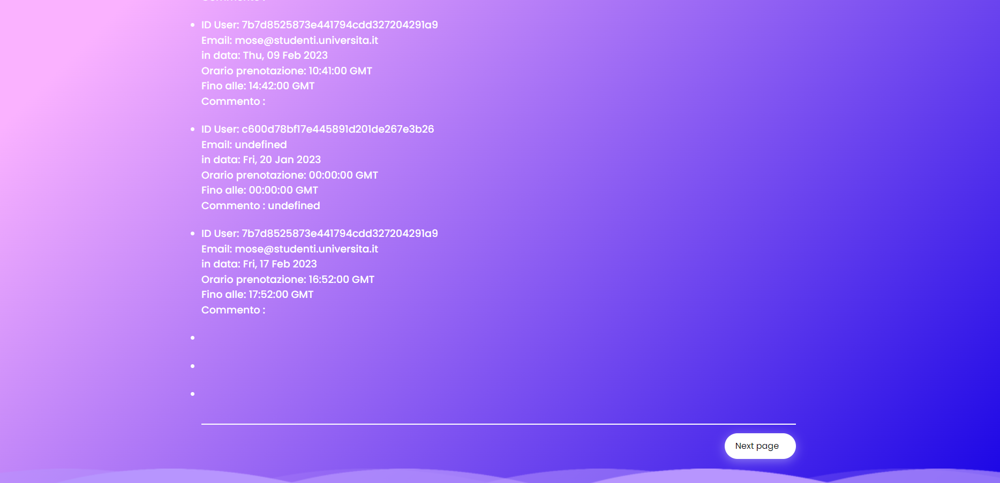 ID User: 7b7d8525873e441794cdd327204291a9
Email: mose@studenti.universita.it
in data: Thu, 09 Feb 2023
Orario prenotazione: 10:41:00 GMT
Fino alle: 14:42:00 GMT
Commento :
ID User: c600d78bf17e445891d201de267e3b26
Email: undefined
in data: Fri, 20 Jan 2023
Orario prenotazione: 00:00:00 GMT
Fino alle: 00:00:00 GMT
Commento : undefined
ID User: 7b7d8525873e441794cdd327204291a9
Email: mose@studenti.universita.it
in data: Fri, 17 Feb 2023
Orario prenotazione: 16:52:00 GMT
Fino alle: 17:52:00 GMT
Commento :
Next page